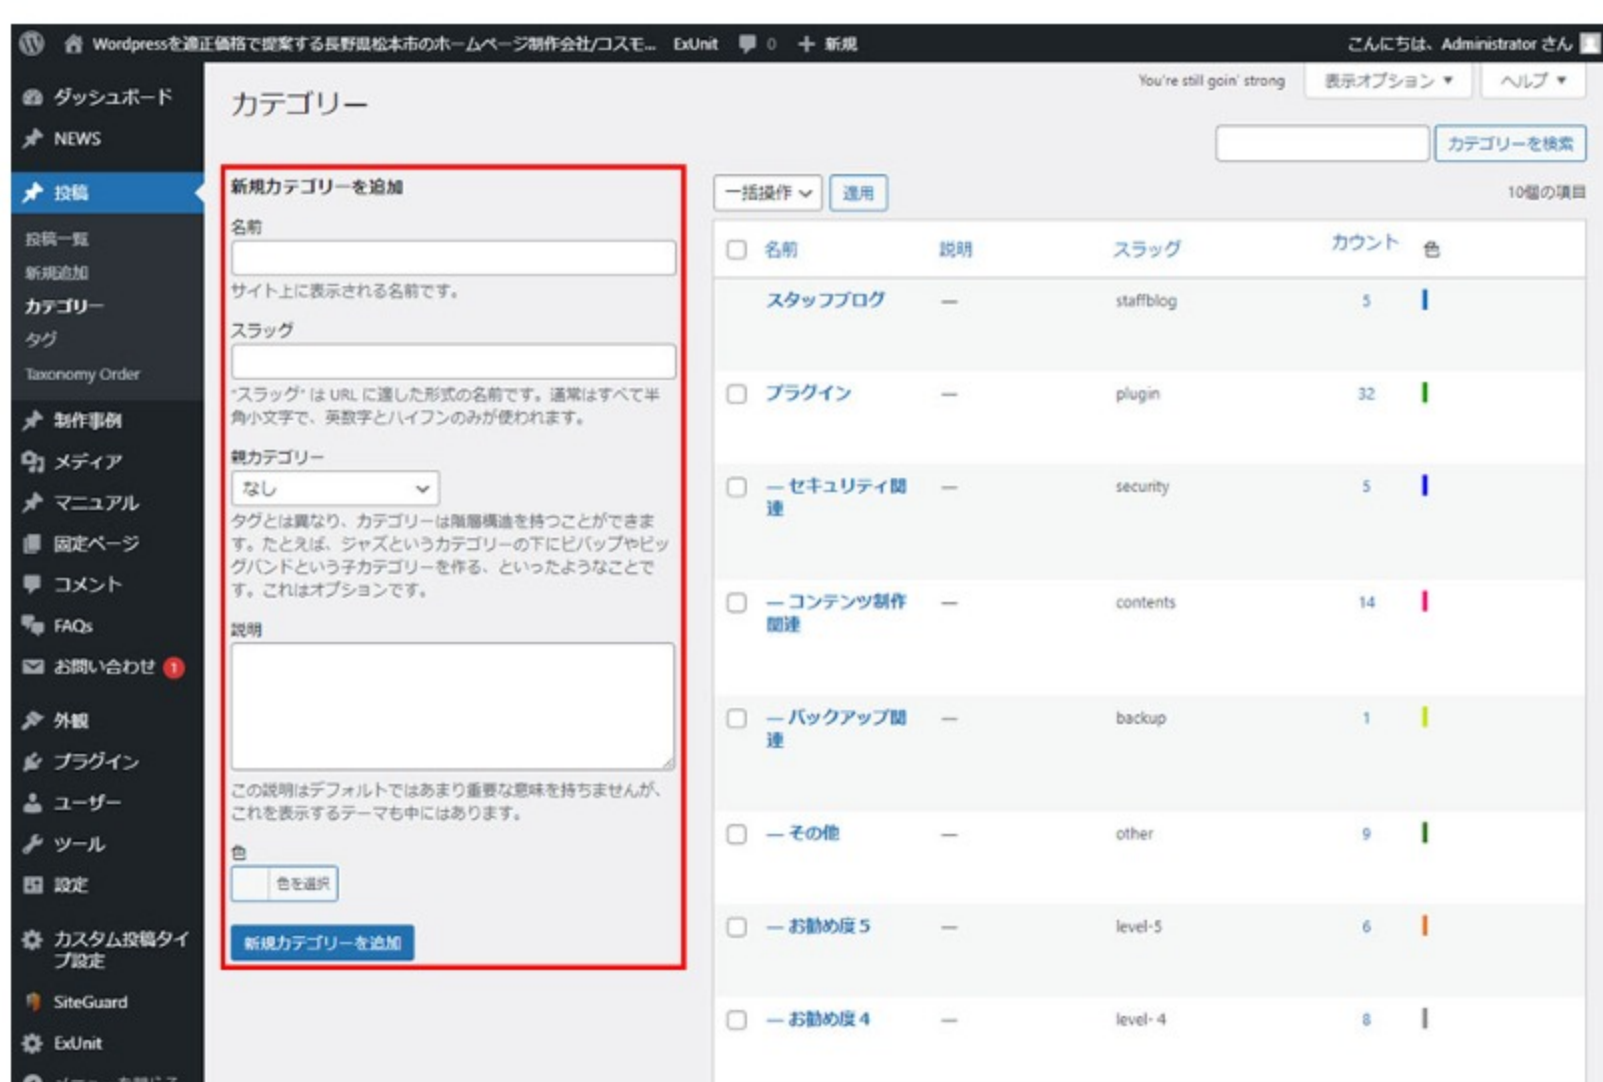 Wordpressを適正価格で提案する長野県松本市のホームページ制作会社/コスモ... ExUnit 0 + 新規 こんにちは、Administrator さん
ダッシュボード
NEWS
投稿
投稿一覧
新規追加
カテゴリー
タグ
Taxonomy Order
制作事例
メディア
マニュアル
固定ページ
コメント
FAQs
お問い合わせ 1
外観
プラグイン
ユーザー
ツール
設定
カスタム投稿タイ
プ設定
SiteGuard
ExUnit
You're still goin' strong 表示オプション ▼ ヘルプ ▼
カテゴリー
カテゴリーを検索
新規カテゴリーを追加
名前
サイト上に表示される名前です。
スラッグ
"スラッグ" は URL に適した形式の名前です。通常はすべて半
角小文字で、英数字とハイフンのみが使われます。
親カテゴリー
なし
タグとは異なり、カテゴリーは階層構造を持つことができま
す。たとえば、ジャズというカテゴリーの下にビバップやビッ
グバンドという子カテゴリーを作る、といったようなことで
す。これはオプションです。
説明
この説明はデフォルトではあまり重要な意味を持ちませんが、
これを表示するテーマも中にはあります。
色
色を選択
新規カテゴリーを追加
一括操作 適用 10個の項目
名前 説明 スラッグ カウント 色
スタッフブログ — staffblog 5
プラグイン — plugin 32
— セキュリティ関 — security 5
連
— コンテンツ制作 — contents 14
関連
— バックアップ関 — backup 1
連
— その他 — other 9
— お勧め度５ — level-5 6
— お勧め度４ — level- 4 8